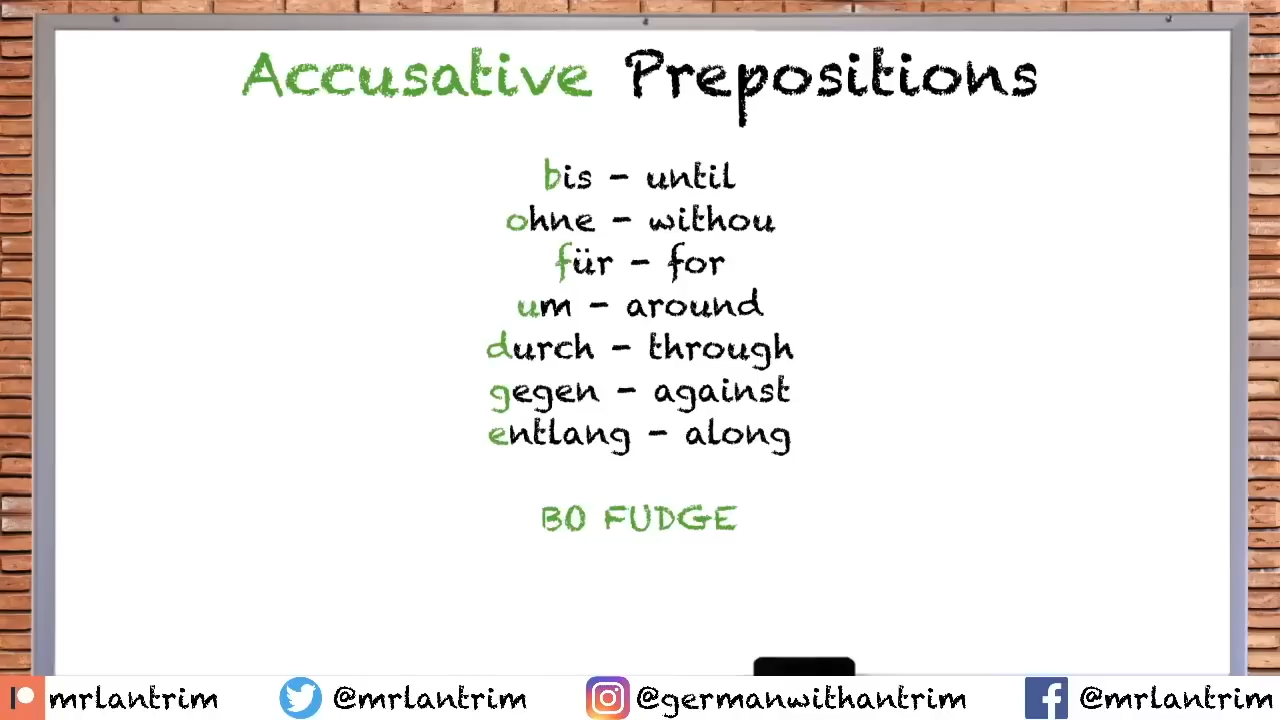 Accusative Prepositions
bis - until
ohne - withou
für - for
um - around
durch - through
gegen - against
entlang - along
BO FUDGE
mrlantrim @mrlantrim @germanwithantrim @mrlantrim